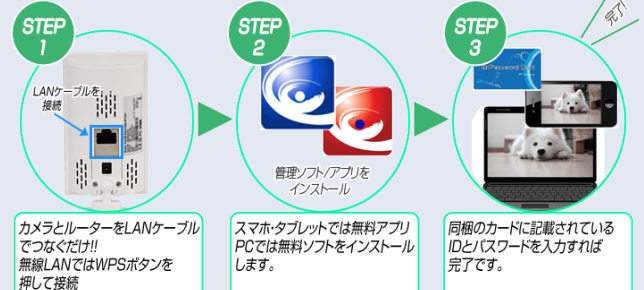 STEP
1
LANケーブルを
接続
カメラとルーターをLANケーブル
でつなぐだけ!!
無線LANではWPSボタンを
押して接続
STEP
2
管理ソフト/アプリを
インストール
スマホ・タブレットでは無料アプリ
PCでは無料ソフトをインストール
します。
STEP
3
ID/Password Card
同梱のカードに記載されている
IDとパスワードを入力すれば
完了です。
完了!